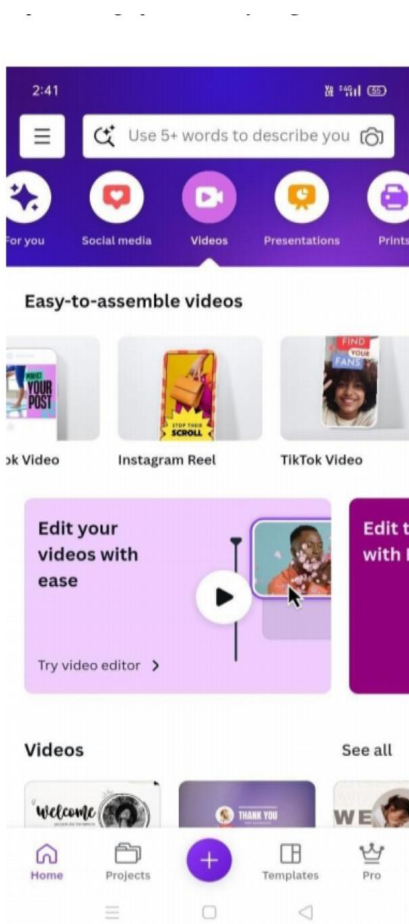 2:41
Use 5+ words to describe you
For you
Social media
Videos
Presentations
Prints
Easy-to-assemble videos
YOUR
POST
STOP THEIR
SCROLL
FIND
YOUR
FANS
ok Video
Instagram Reel
TikTok Video
Edit your
videos with
ease
Try video editor
Edit t
with
Videos
See all
welcome
THANK YOU
WE
Home
Projects
Templates
Pro